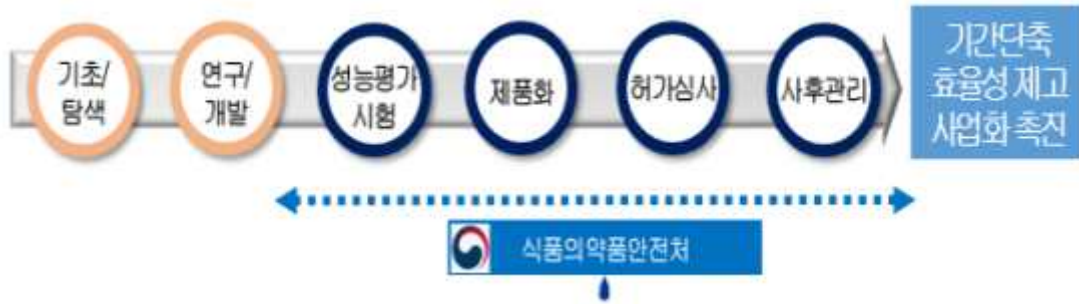 기초/
탐색
연구/
개발
성능평가
시험
제품화
허가심사
사후관리
기간단축
효율성 제고
사업화 촉진
식품의약품안전처